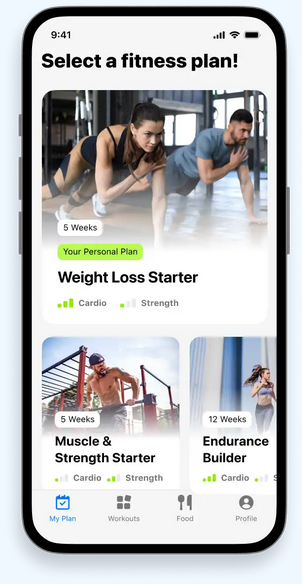 9:41
Select a fitness plan!
5 Weeks
Your Personal Plan
Weight Loss Starter
Cardio Strength
5 Weeks
12 Weeks
Muscle &
Strength Starter
Endurance
Builder
Cardio Strength
Cardio S
My Plan Workouts Food Profile